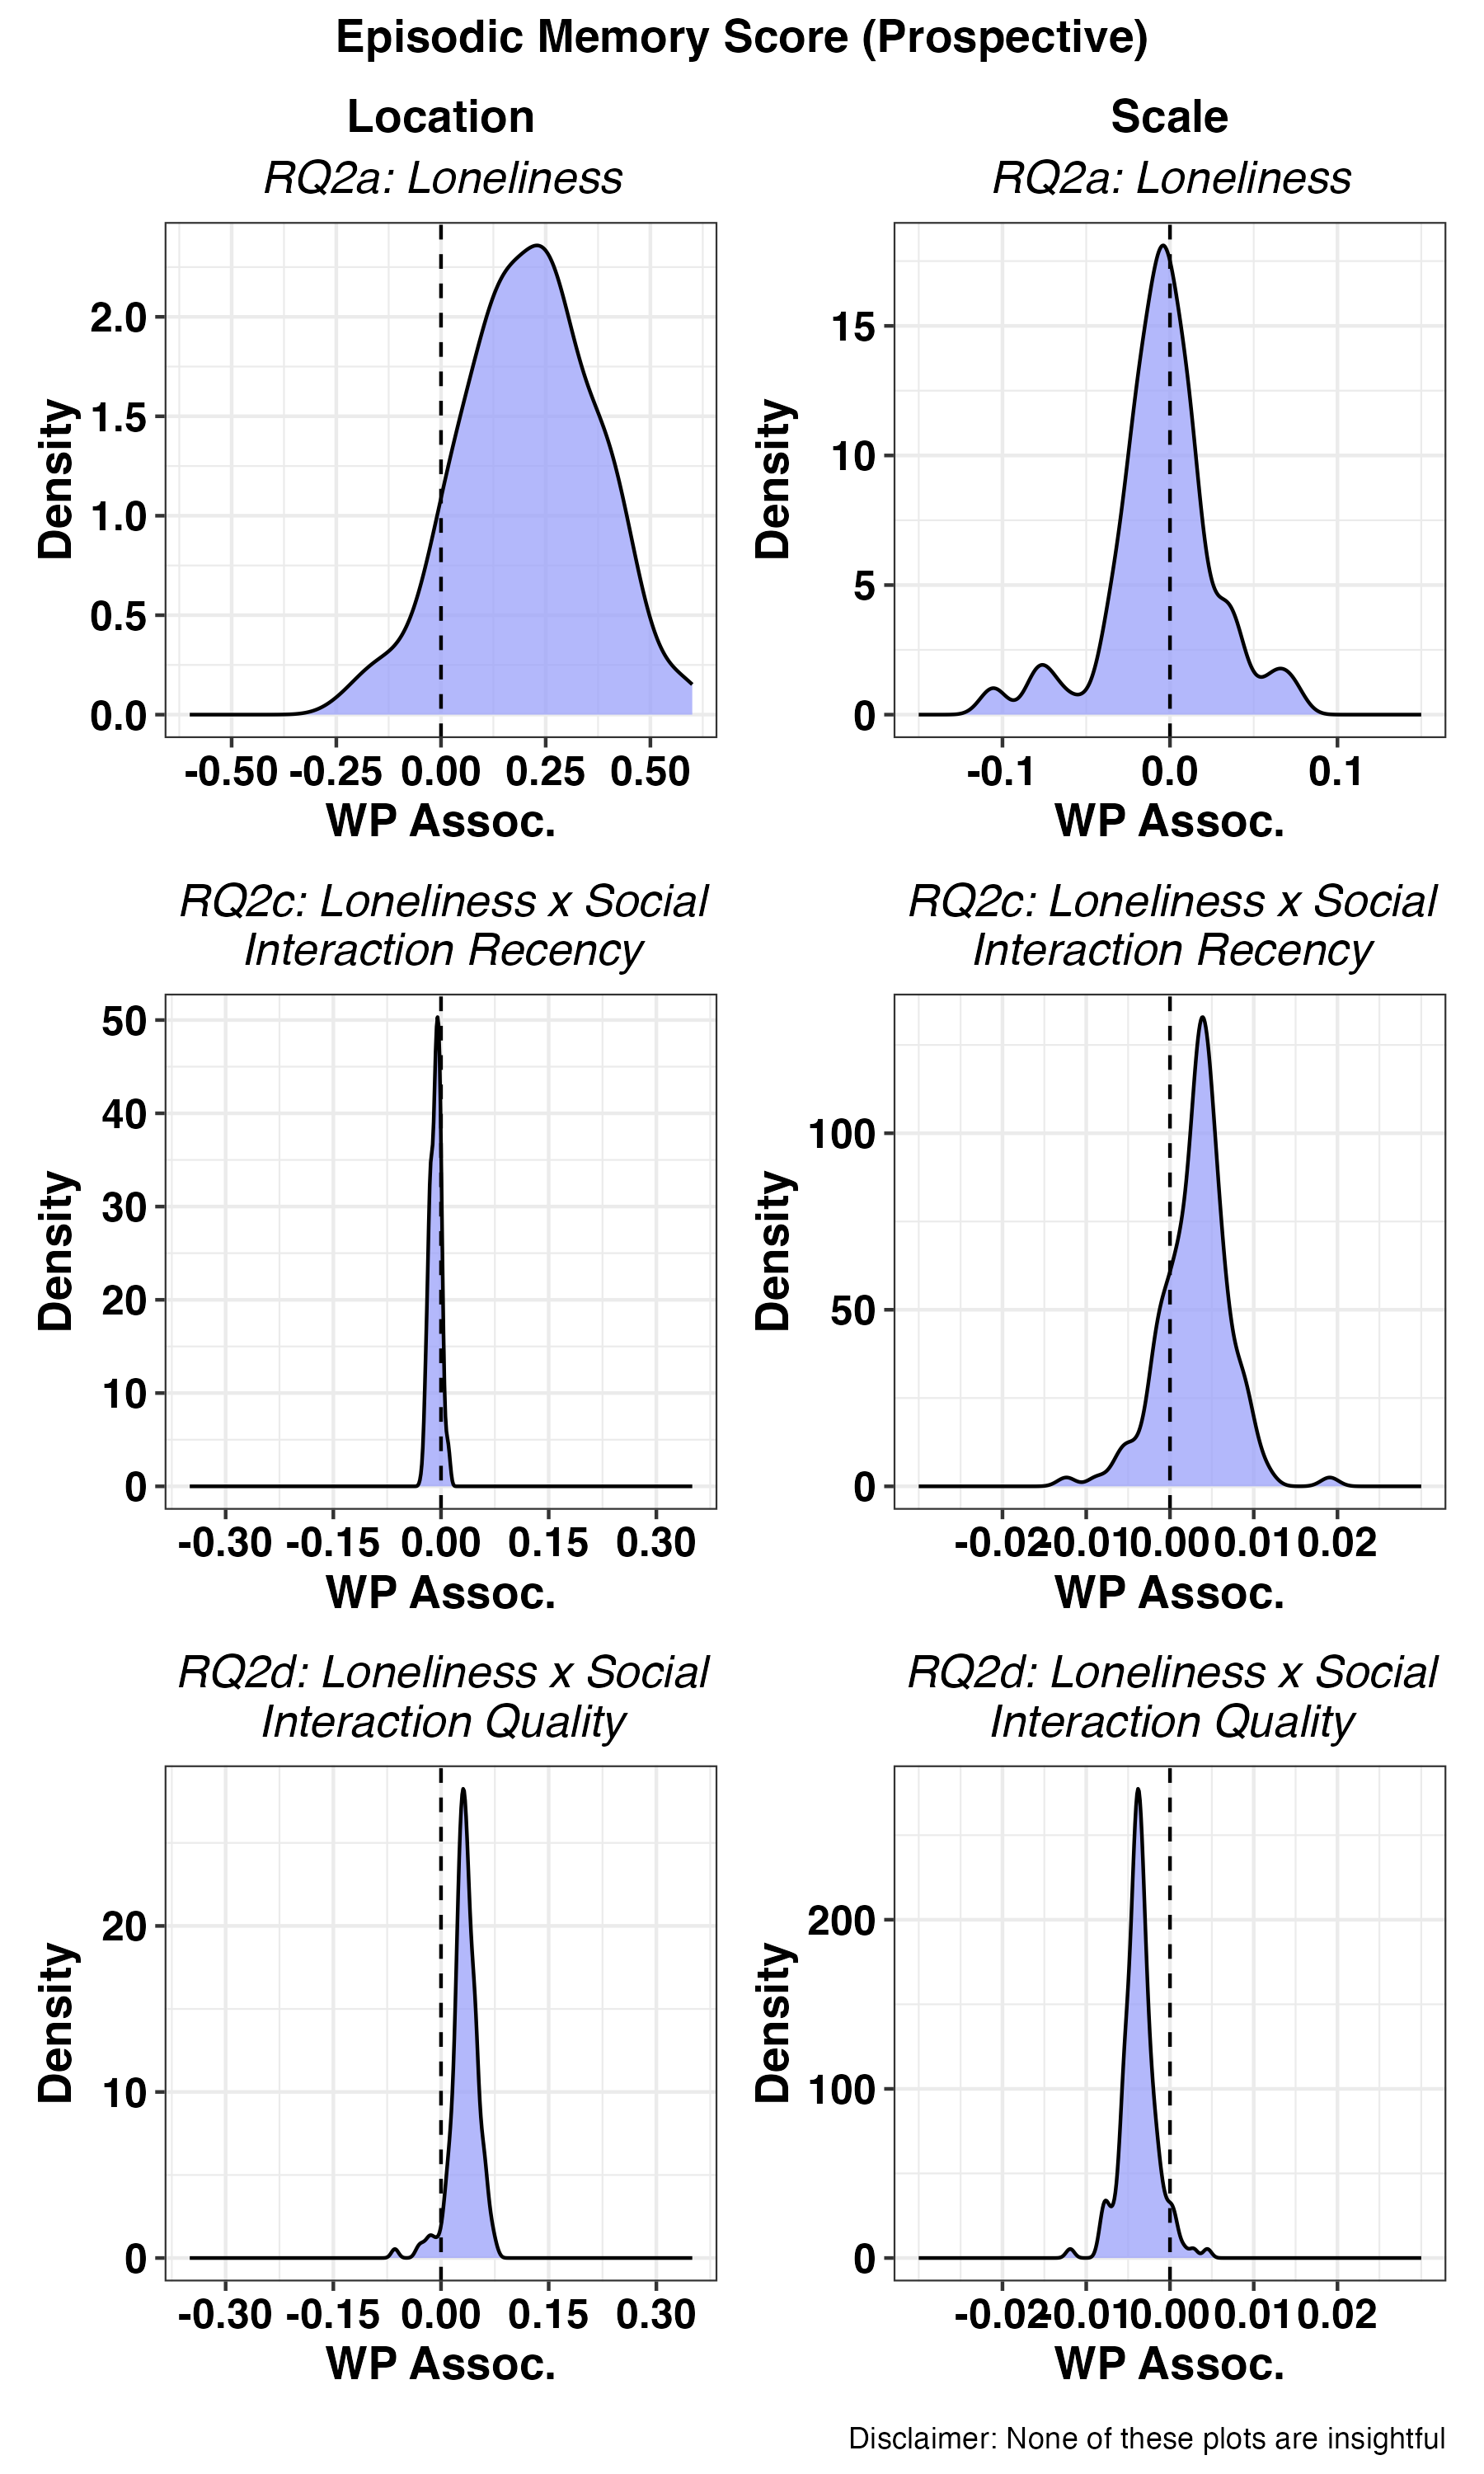 Episodic Memory Score (Prospective)
Location
Scale
RQ2a: Loneliness
RQ2a: Loneliness
Density
2.0
1.5
1.0
0.5
0.0
-0.50 -0.25 0.00 0.25 0.50
WP Assoc.
Density
15
10
5
0
-0.1 0.0 0.1
WP Assoc.
RQ2c: Loneliness x Social
Interaction Recency
Density
50
40
30
20
10
0
-0.30 -0.15 0.00 0.15 0.30
WP Assoc.
RQ2c: Loneliness x Social
Interaction Recency
Density
100
50
0
-0.02 -0.01 0.00 0.01 0.02
WP Assoc.
RQ2d: Loneliness x Social
Interaction Quality
Density
20
10
0
-0.30 -0.15 0.00 0.15 0.30
WP Assoc.
RQ2d: Loneliness x Social
Interaction Quality
Density
200
100
0
-0.02 -0.01 0.00 0.01 0.02
WP Assoc.
Disclaimer: None of these plots are insightful